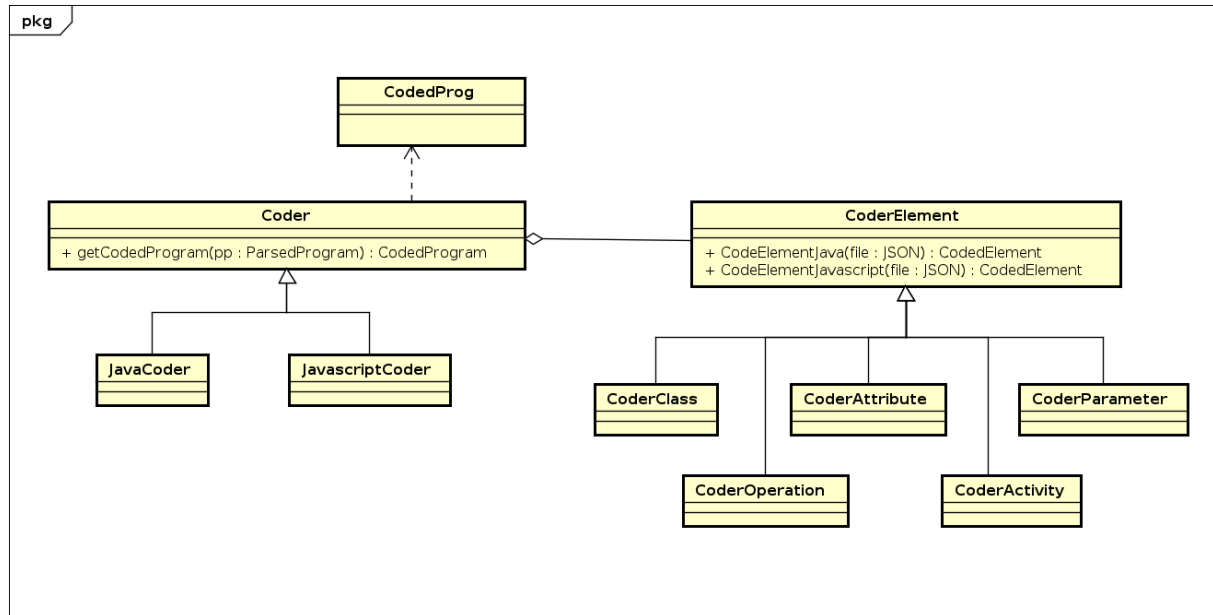 pkg
CodedProg
Coder
+ getCodedProgram(pp : ParsedProgram) : CodedProgram
CoderElement
+ CodeElementJava(file : JSON) : CodedElement
+ CodeElementJavascript(file : JSON) : CodedElement
JavaCoder
JavascriptCoder
CoderClass
CoderAttribute
CoderParameter
CoderOperation
CoderActivity